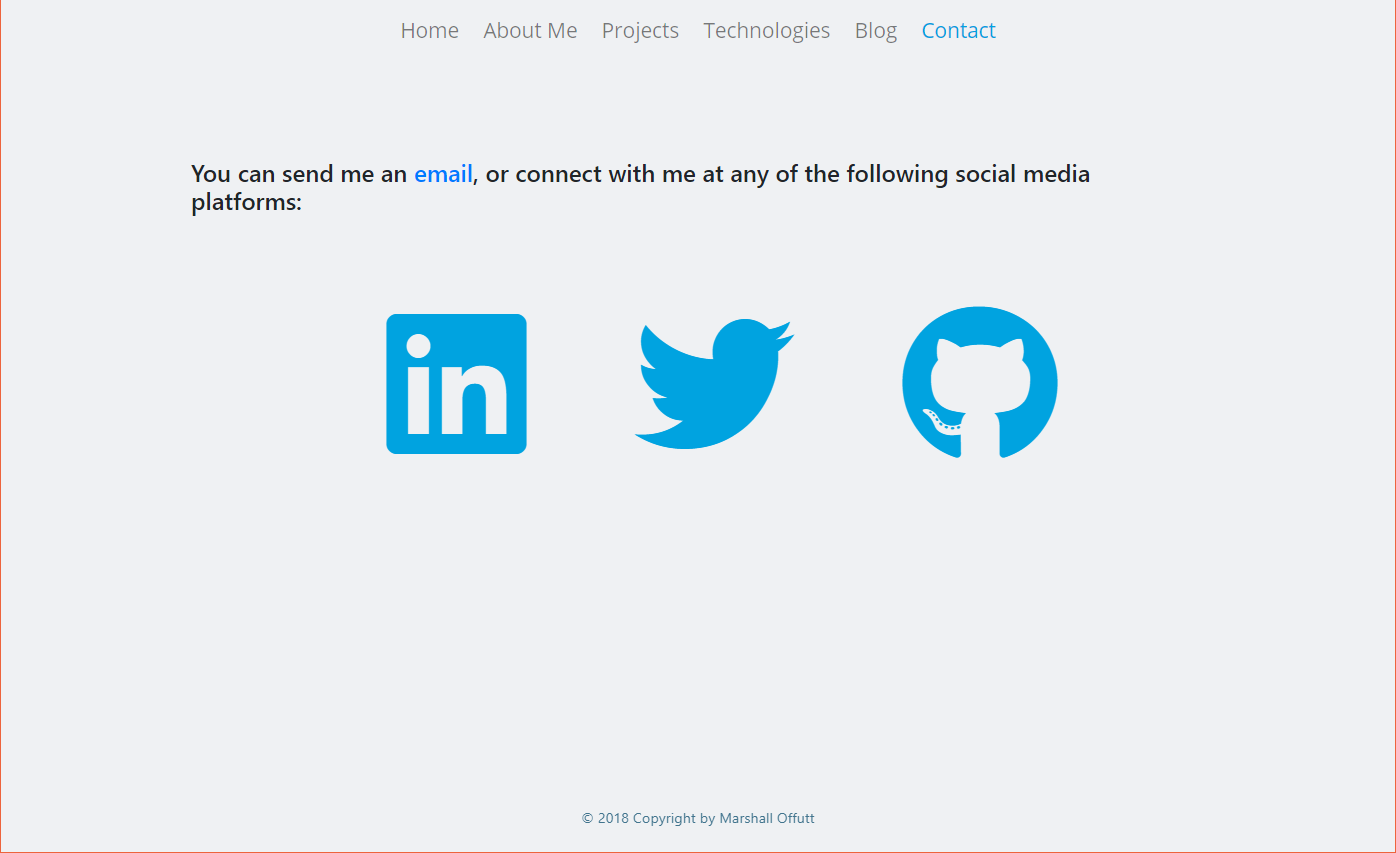 Home About Me Projects Technologies Blog Contact
You can send me an email, or connect with me at any of the following social media
platforms:
in
© 2018 Copyright by Marshall Offutt